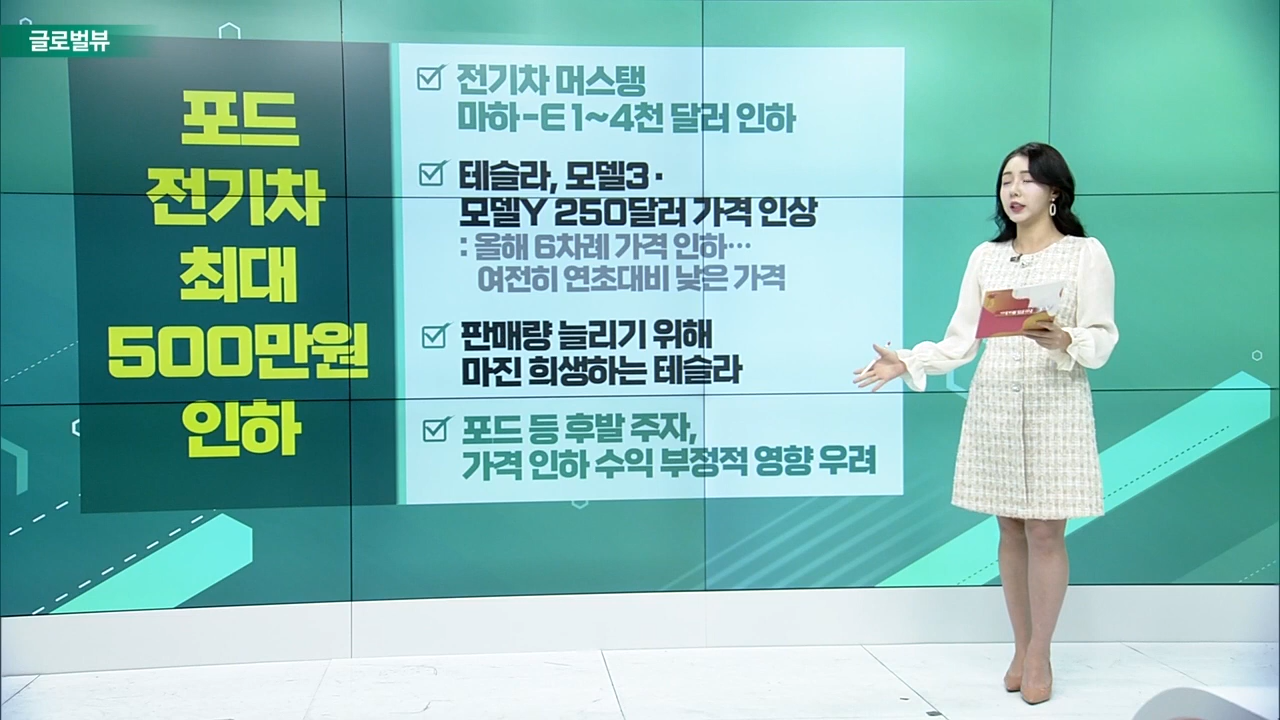 글로벌뷰
포드
전기차
최대
500만원
인하
전기차 머스탱
마하-E 1~4천 달러 인하
테슬라, 모델3·
모델Y 250달러 가격 인상
: 올해 6차례 가격 인하…
여전히 연초대비 낮은 가격
판매량 늘리기 위해
마진 희생하는 테슬라
포드 등 후발 주자,
가격 인하 수익 부정적 영향 우려